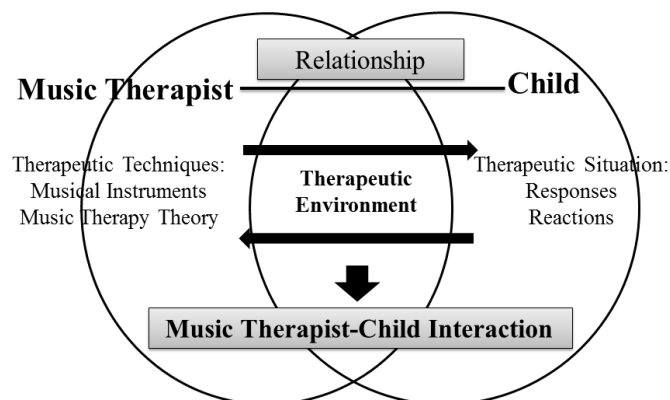 Relationship
Music Therapist
Child
Therapeutic Techniques:
Musical Instruments
Music Therapy Theory
Therapeutic
Environment
Therapeutic Situation:
Responses
Reactions
Music Therapist-Child Interaction